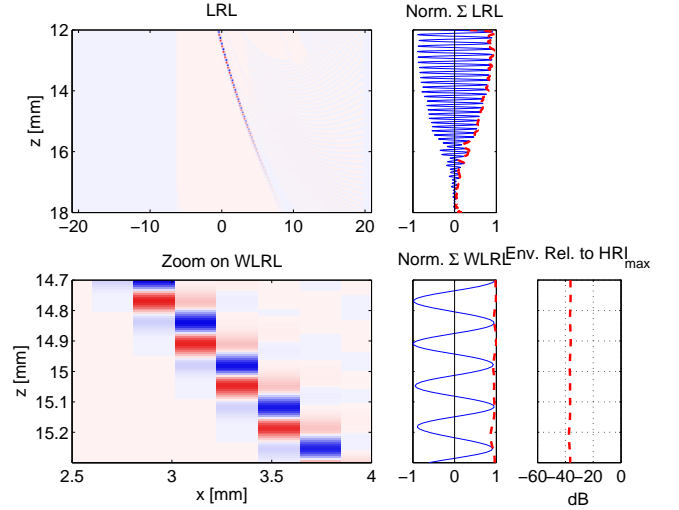 LRL
Norm. Σ LRL
12
14
16
18
z [mm]
−20 −10 0 10 20
−1 0 1
Zoom on WLRL
Norm. Σ WLRL
Env. Rel. to HRI_max
14.7
14.8
14.9
15
15.1
15.2
z [mm]
2.5 3 3.5 4
x [mm]
−1 0 1
−60 −40 −20 0
dB